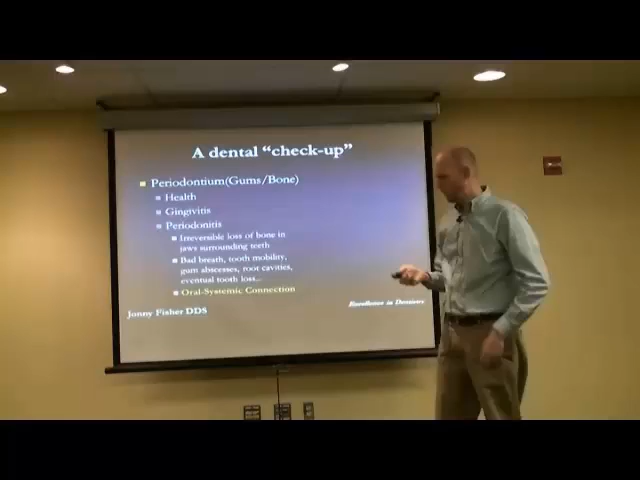 A dental “check-up”
Periodontium(Gums/Bone)
Health
Gingivitis
Periodonitis
Irreversible loss of bone in
jaws surrounding teeth
Bad breath, tooth mobility,
gum abscesses, root cavities,
eventual tooth loss...
Oral-Systemic Connection
Jonny Fisher DDS
Excellence in Dentistry